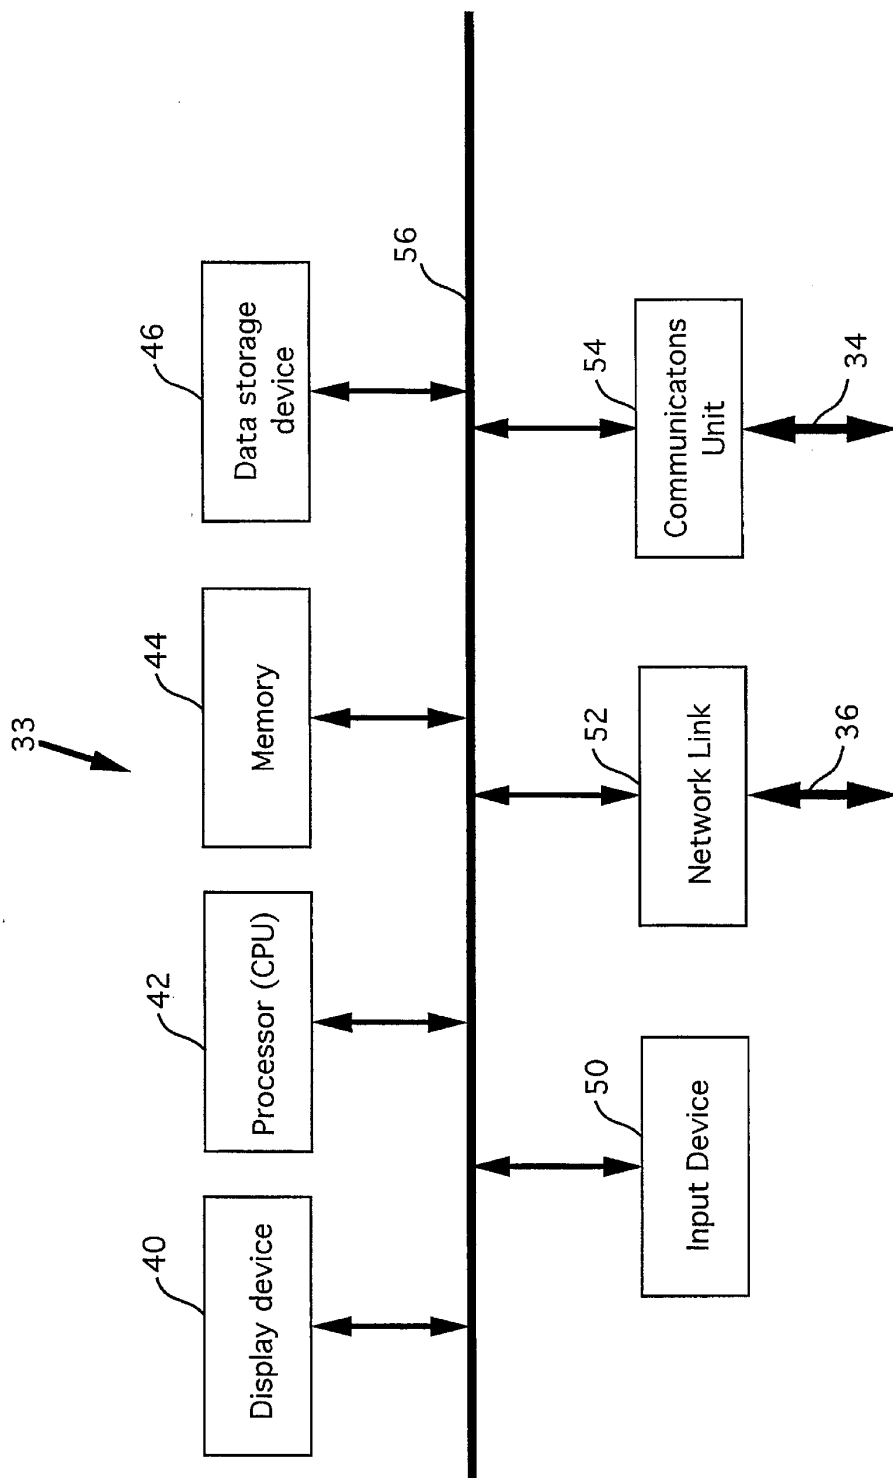 33
40
Display device
42
Processor (CPU)
44
Memory
46
Data storage
device
56
50
Input Device
52
Network Link
36
54
Communicatons
Unit
34